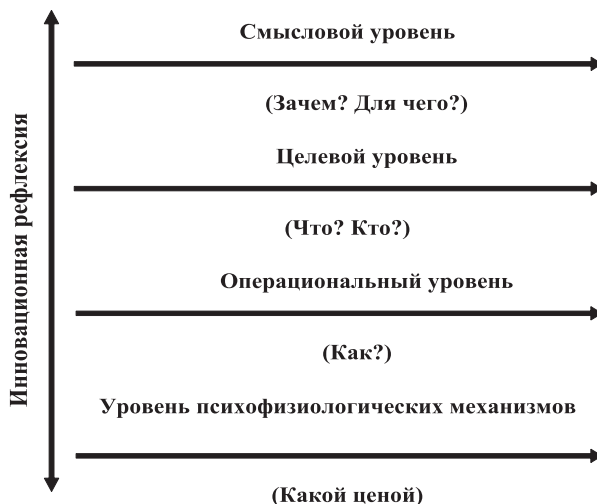 Инновационная рефлексия
Смысловой уровень
(Зачем? Для чего?)
Целевой уровень
(Что? Кто?)
Операциональный уровень
(Как?)
Уровень психофизиологических механизмов
(Какой ценой)